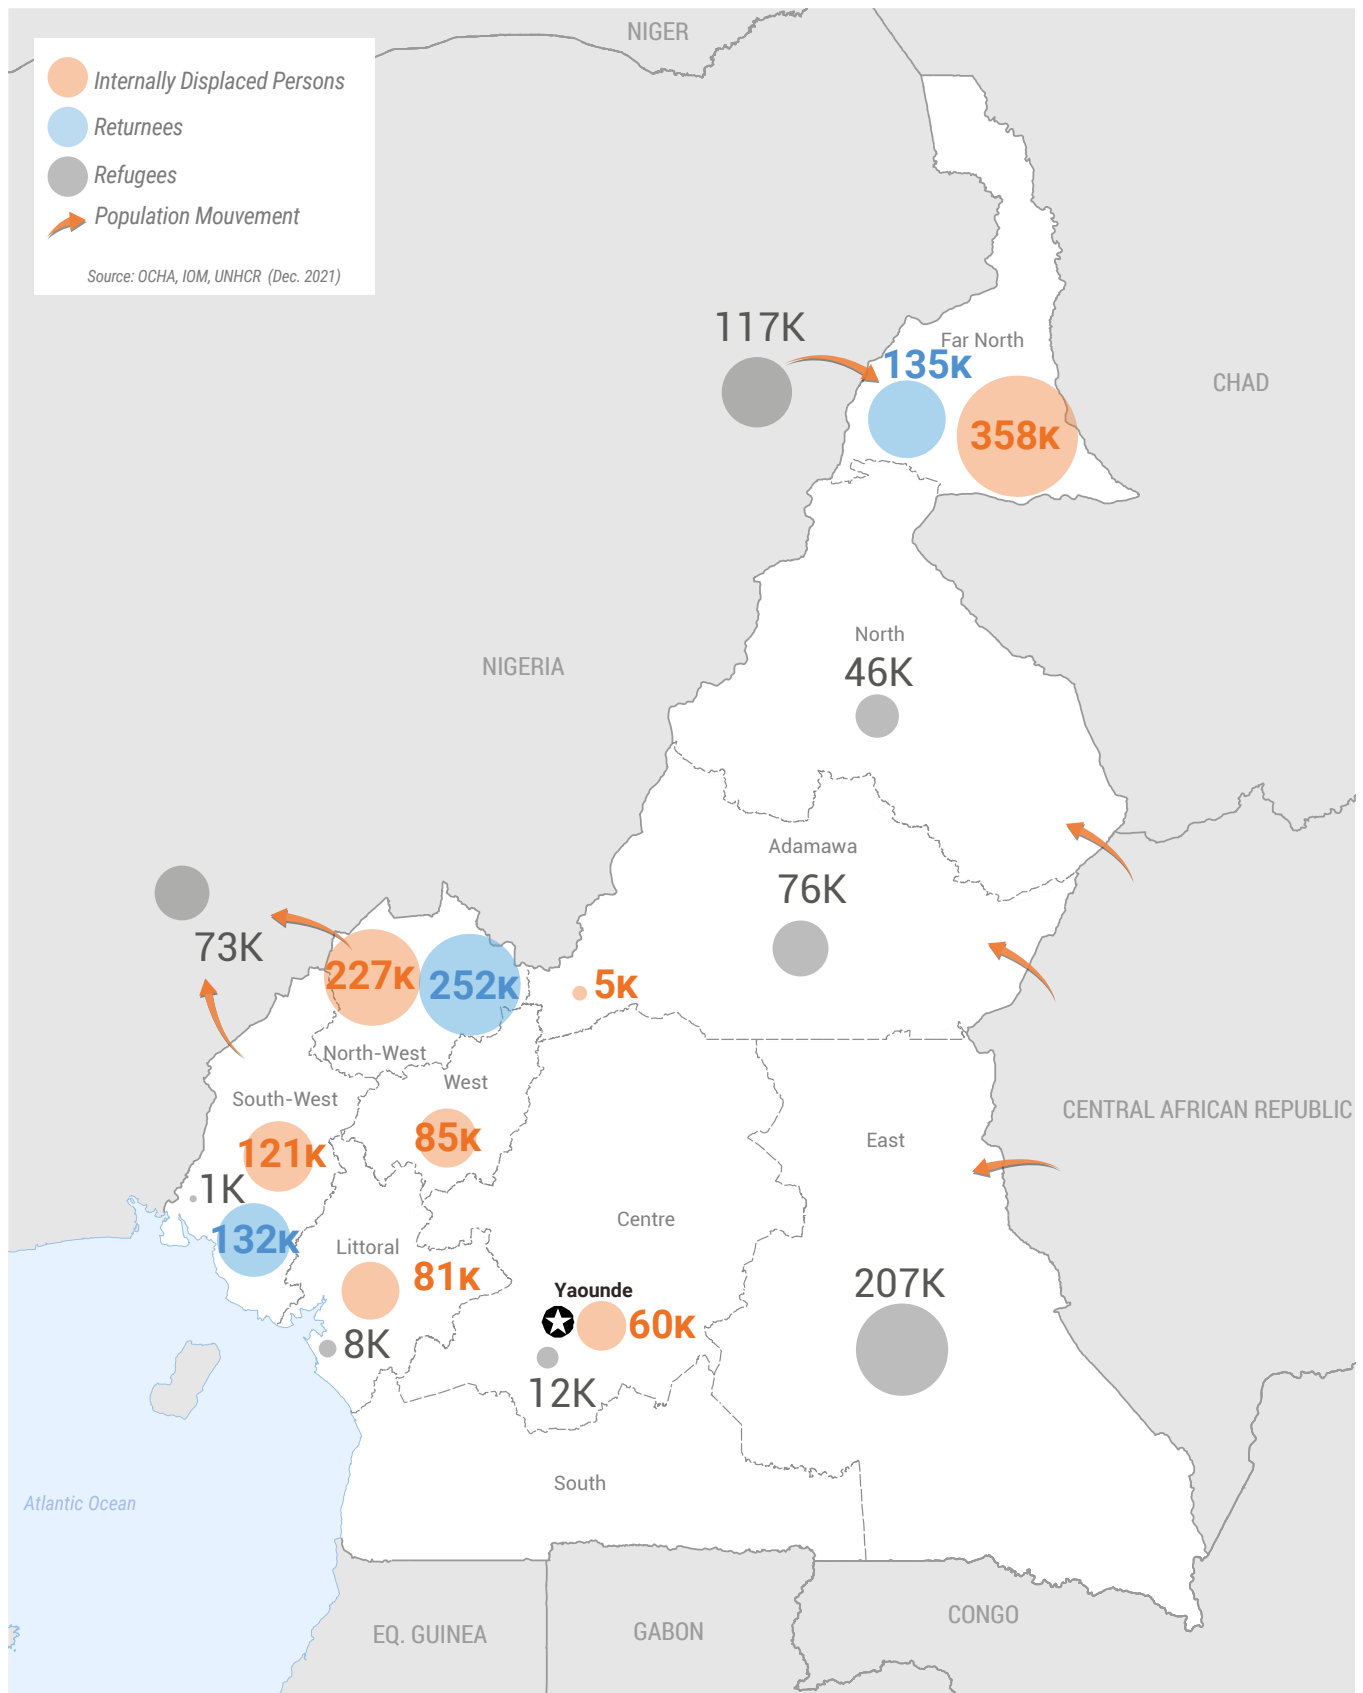 NIGER
Internally Displaced Persons
Returnees
Refugees
Population Mouvement
Source: OCHA, IOM, UNHCR (Dec. 2021)
117K
Far North
135K
CHAD
358K
North
NIGERIA
46K
Adamawa
76K
73K
227K
252K
5K
North-West
West
South-West
CENTRAL AFRICAN REPUBLIC
85K
East
121K
1K
Centre
132K
Littoral
81K
207K
Yaounde
60K
8K
12K
South
Atlantic Ocean
CONGO
EQ. GUINEA
GABON